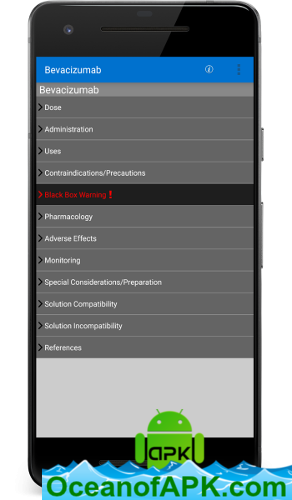 Bevacizumab
Bevacizumab
Dose
Administration
Uses
Contraindications/Precautions
Black Box Warning !
Pharmacology
Adverse Effects
Monitoring
Special Considerations/Preparation
Solution Compatibility
Solution Incompatibility
References
APK
OceanofAPK.com